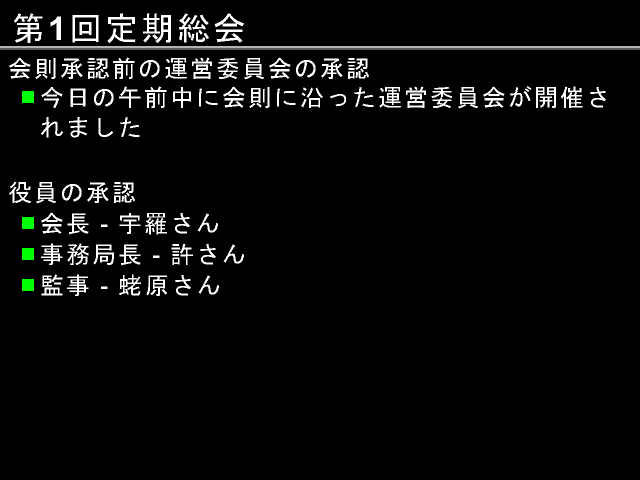 第1回定期総会
会則承認前の運営委員会の承認
今日の午前中に会則に沿った運営委員会が開催さ
れました
役員の承認
会長 - 宇羅さん
事務局長 - 許さん
監事 - 蛯原さん